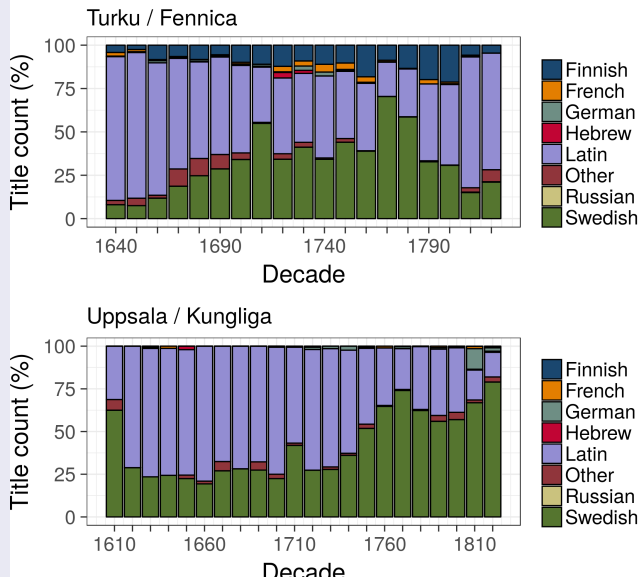 Turku / Fennica
Title count (%)
100
75
50
25
0
1640 1690 1740 1790
Decade
Finnish
French
German
Hebrew
Latin
Other
Russian
Swedish
Uppsala / Kungliga
Title count (%)
100
75
50
25
0
1610 1660 1710 1760 1810
Decade
Finnish
French
German
Hebrew
Latin
Other
Russian
Swedish